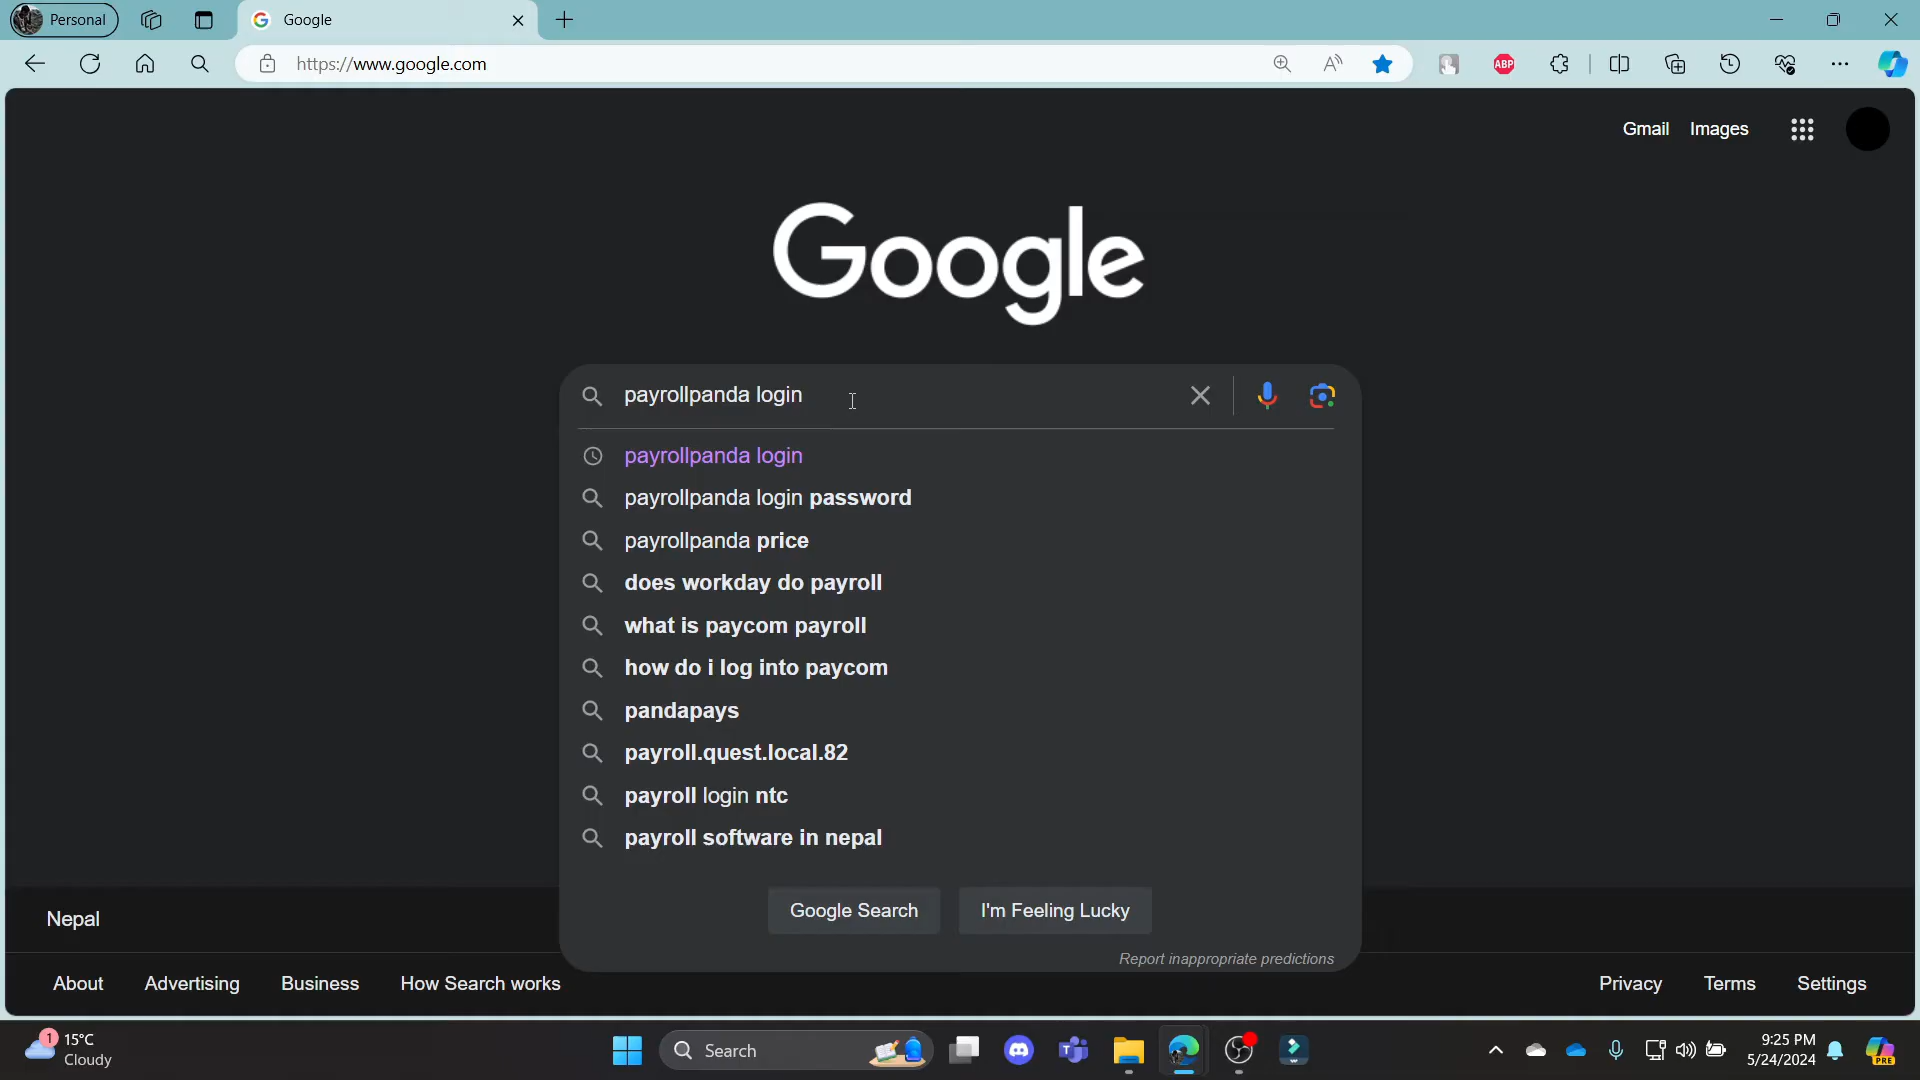 Personal
Google
https://www.google.com
ABP
Gmail
Images
Google
payrollpanda login
payrollpanda login
payrollpanda login password
payrollpanda price
does workday do payroll
what is paycom payroll
how do i log into paycom
pandapays
payroll.quest.local.82
payroll login ntc
payroll software in nepal
Google Search
I'm Feeling Lucky
Report inappropriate predictions
Nepal
About
Advertising
Business
How Search works
Privacy
Terms
Settings
1
15°C
Cloudy
Search
9:25 PM
5/24/2024
PRE